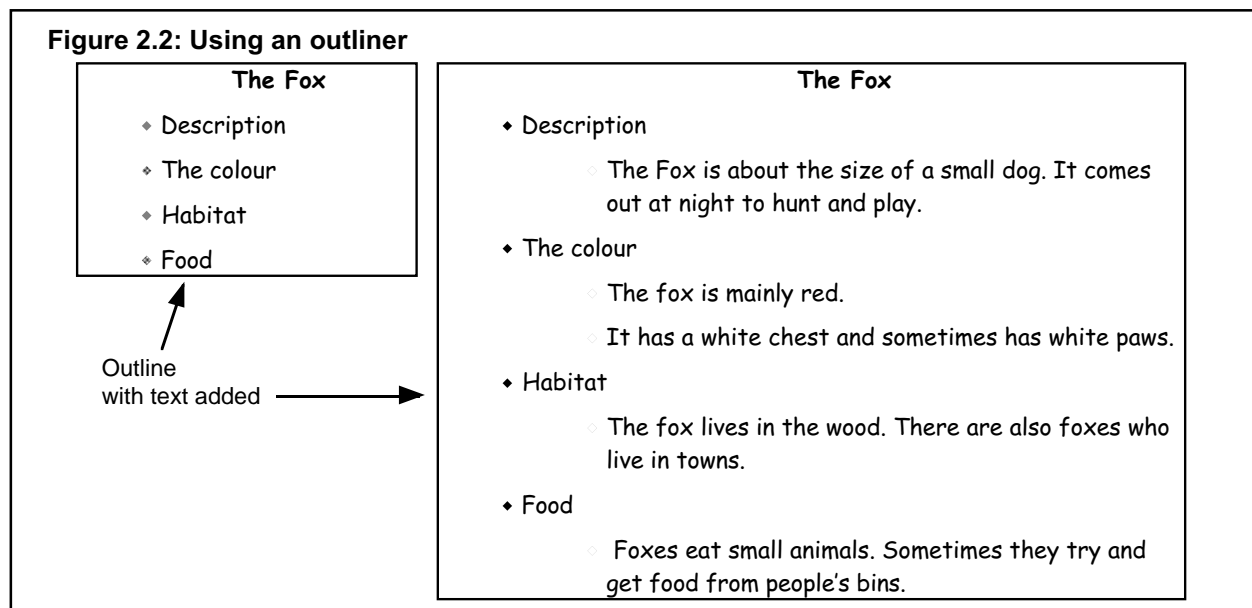 Figure 2.2: Using an outliner
The Fox
Description
The colour
Habitat
Food
Outline
with text added
The Fox
Description
The Fox is about the size of a small dog. It comes
out at night to hunt and play.
The colour
The fox is mainly red.
It has a white chest and sometimes has white paws.
Habitat
The fox lives in the wood. There are also foxes who
live in towns.
Food
Foxes eat small animals. Sometimes they try and
get food from people's bins.